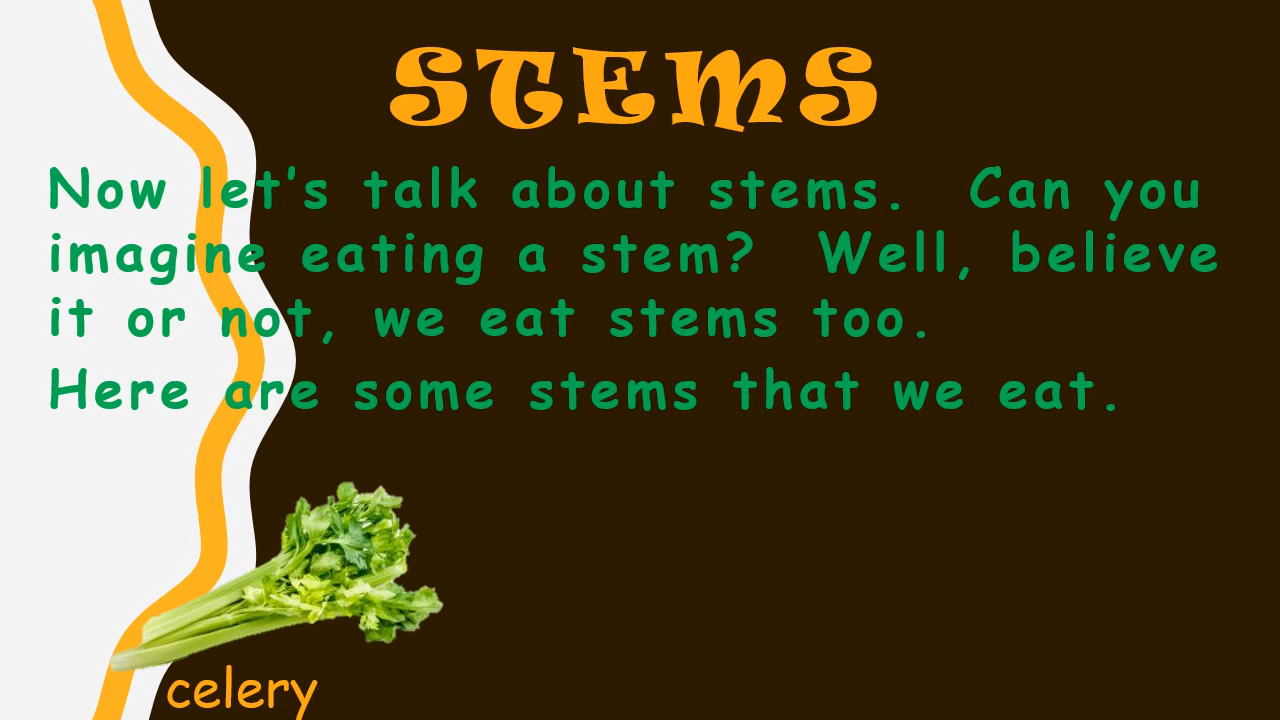 STEMS
Now let's talk about stems.  Can you
imagine eating a stem?  Well, believe
it or not, we eat stems too.
Here are some stems that we eat.
celery